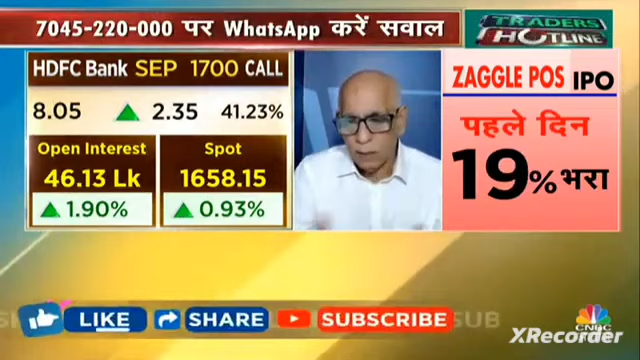 7045-220-000 पर WhatsApp करें सवाल
TRADERS
HOTLINE
HDFC Bank SEP 1700 CALL
8.05 2.35 41.23%
Open Interest
46.13 Lk
1.90%
Spot
1658.15
0.93%
ZAGGLE POS IPO
पहले दिन
19% भरा
LIKE SHARE SUBSCRIBE SUB
CNBC
XRecorder